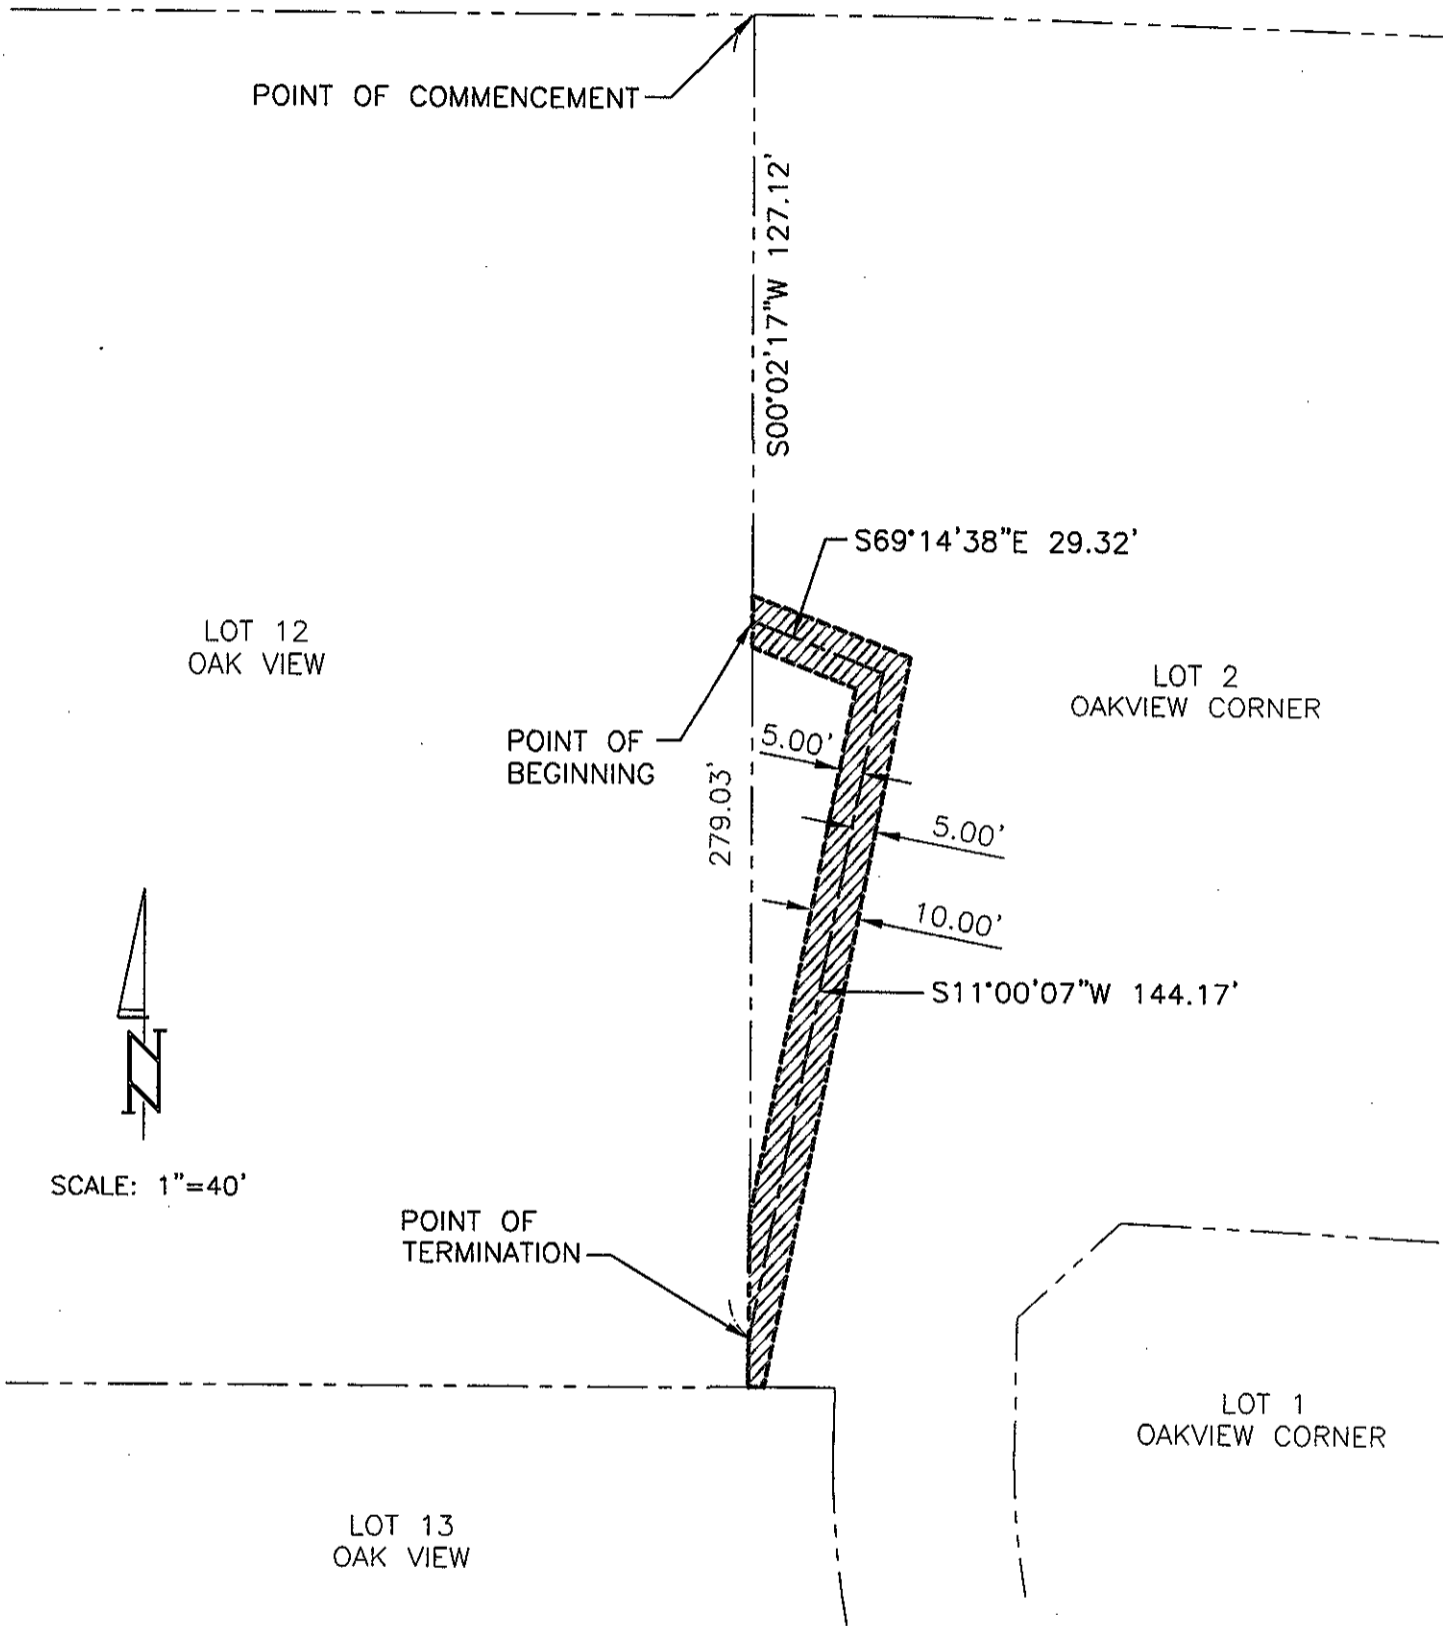 POINT OF COMMENCEMENT
S00°02'17"W 127.12'
S69°14'38"E 29.32'
LOT 12
OAK VIEW
LOT 2
OAKVIEW CORNER
POINT OF
BEGINNING
5.00'
279.03'
5.00'
10.00'
S11°00'07"W 144.17'
N
SCALE: 1"=40'
POINT OF
TERMINATION
LOT 1
OAKVIEW CORNER
LOT 13
OAK VIEW